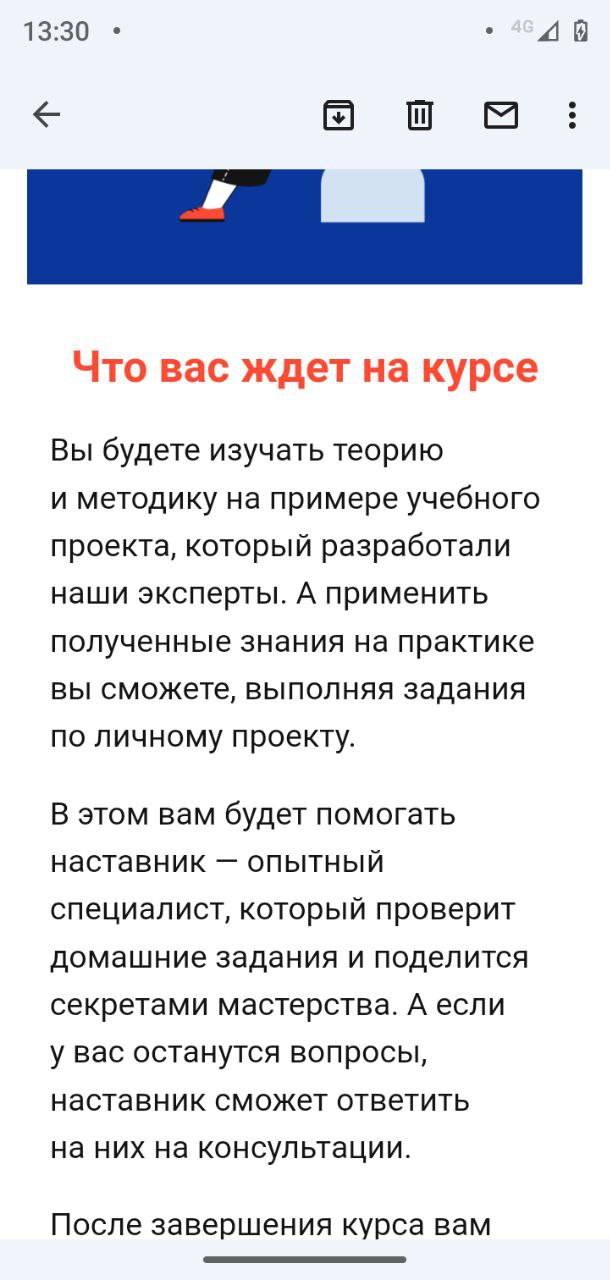 13:30
4G
Что вас ждет на курсе
Вы будете изучать теорию
и методику на примере учебного
проекта, который разработали
наши эксперты. А применить
полученные знания на практике
вы сможете, выполняя задания
по личному проекту.
В этом вам будет помогать
наставник — опытный
специалист, который проверит
домашние задания и поделится
секретами мастерства. А если
у вас останутся вопросы,
наставник сможет ответить
на них на консультации.
После завершения курса вам